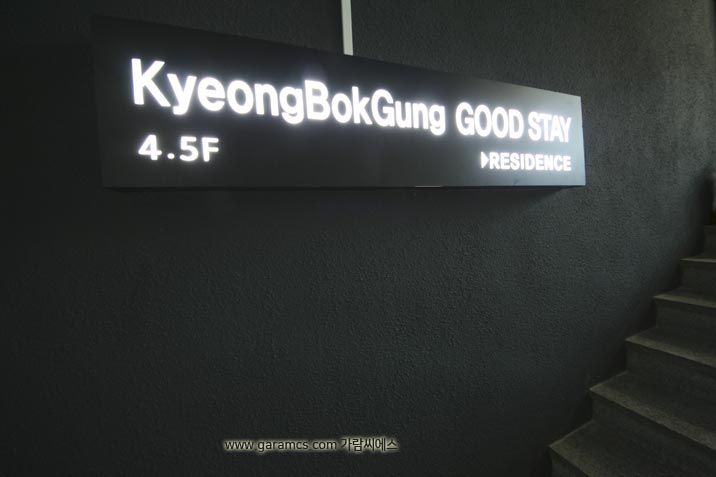 KyeongBokGung GOOD STAY
4.5F ▶RESIDENCE
www.garamcs.com 가람씨에스